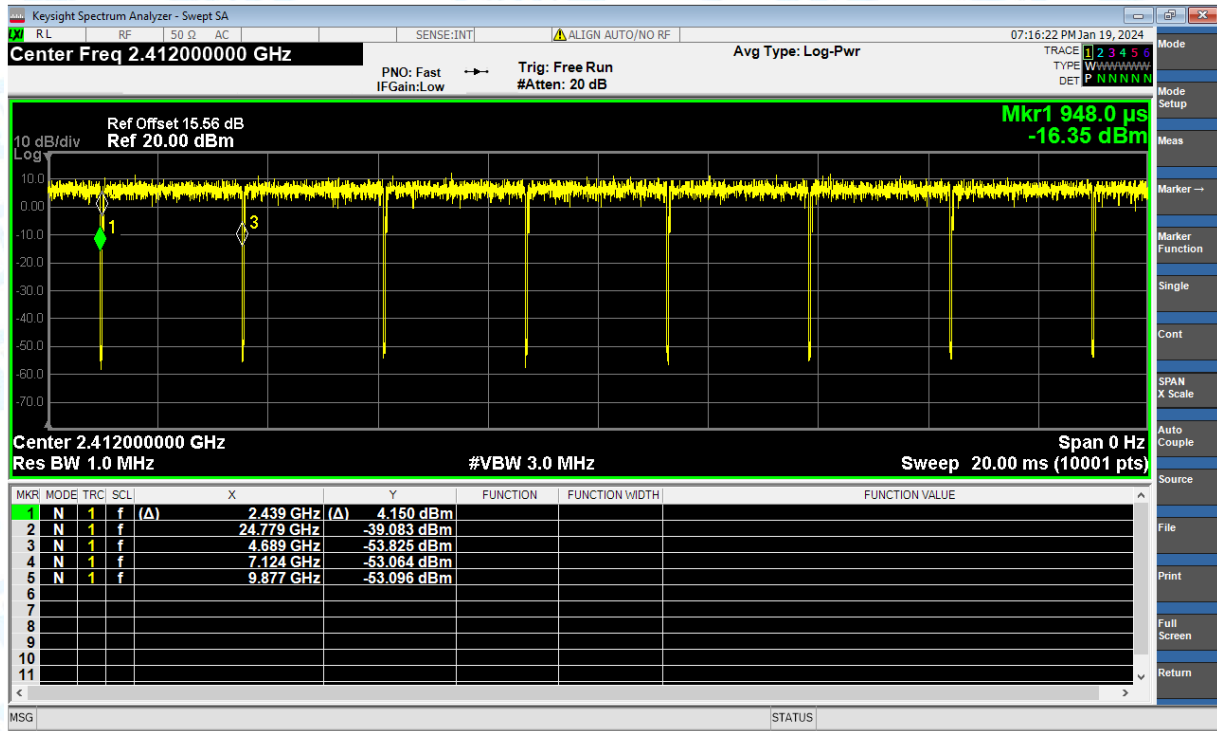 Keysight Spectrum Analyzer - Swept SA
LXI RL RF 50 Ω AC SENSE:INT ALIGN AUTO/NO RF 07:16:22 PM Jan 19, 2024
Center Freq 2.412000000 GHz
Avg Type: Log-Pwr
TRACE 1 2 3 4 5 6
TYPE WWWWWW
DET P N N N N N
PNO: Fast
IFGain:Low
Trig: Free Run
#Atten: 20 dB
Mkr1 948.0 µs
-16.35 dBm
Ref Offset 15.56 dB
10 dB/div Ref 20.00 dBm
Log
10.0
0.00
-10.0
-20.0
-30.0
-40.0
-50.0
-60.0
-70.0
1
3
Center 2.412000000 GHz Span 0 Hz
Res BW 1.0 MHz #VBW 3.0 MHz Sweep 20.00 ms (10001 pts)
MKR MODE TRC SCL X Y FUNCTION FUNCTION WIDTH FUNCTION VALUE
1 N 1 f (Δ) 2.439 GHz (Δ) 4.150 dBm
2 N 1 f 24.779 GHz -39.083 dBm
3 N 1 f 4.689 GHz -53.825 dBm
4 N 1 f 7.124 GHz -53.064 dBm
5 N 1 f 9.877 GHz -53.096 dBm
6
7
8
9
10
11
MSG STATUS
Mode
Mode
Setup
Meas
Marker →
Marker
Function
Single
Cont
SPAN
X Scale
Auto
Couple
Source
File
Print
Full
Screen
Return